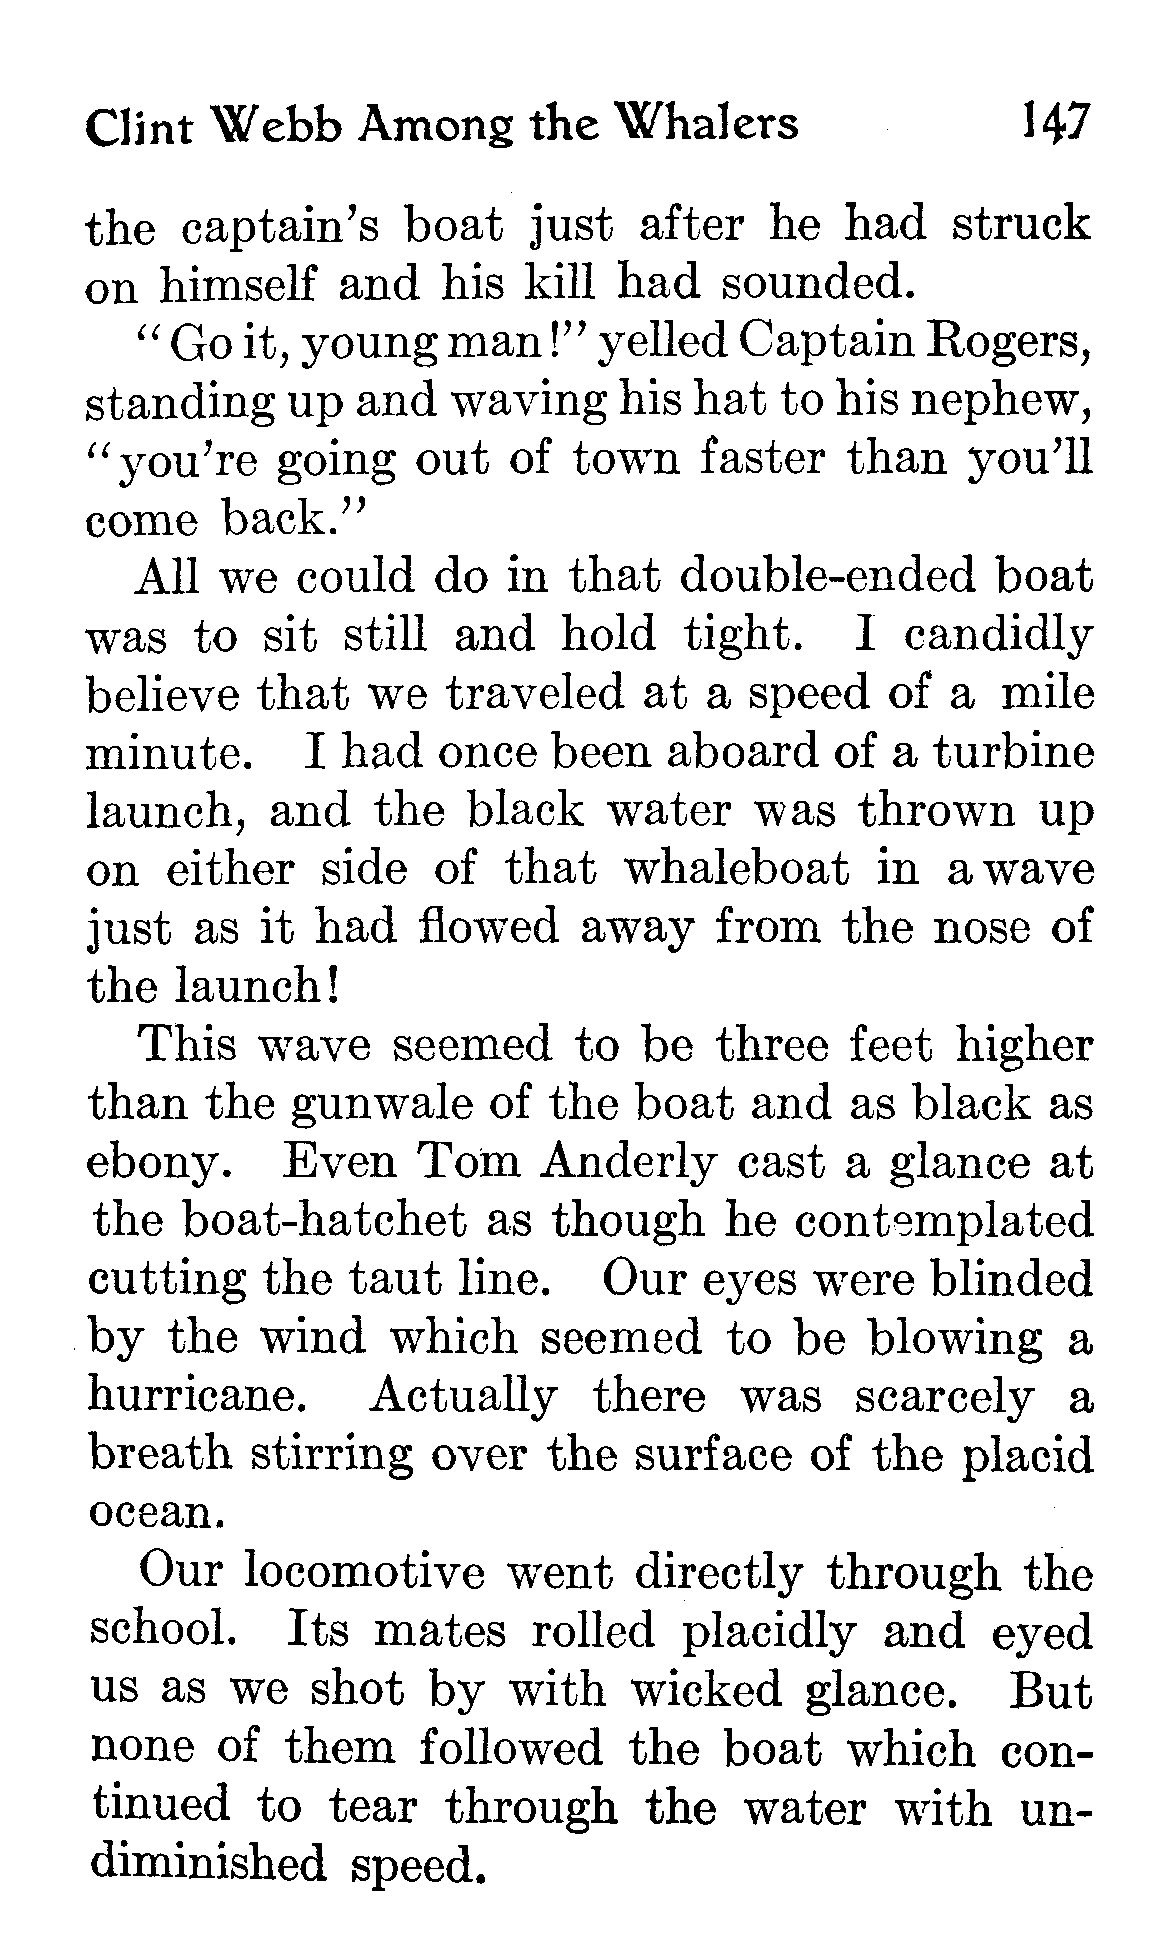 Clint Webb Among the Whalers 147
the captain's boat just after he had struck
on himself and his kill had sounded.
"Go it, young man!" yelled Captain Rogers,
standing up and waving his hat to his nephew,
"you're going out of town faster than you'll
come back."
All we could do in that double-ended boat
was to sit still and hold tight. I candidly
believe that we traveled at a speed of a mile
minute. I had once been aboard of a turbine
launch, and the black water was thrown up
on either side of that whaleboat in a wave
just as it had flowed away from the nose of
the launch!
This wave seemed to be three feet higher
than the gunwale of the boat and as black as
ebony. Even Tom Anderly cast a glance at
the boat-hatchet as though he contemplated
cutting the taut line. Our eyes were blinded
by the wind which seemed to be blowing a
hurricane. Actually there was scarcely a
breath stirring over the surface of the placid
ocean.
Our locomotive went directly through the
school. Its mates rolled placidly and eyed
us as we shot by with wicked glance. But
none of them followed the boat which con-
tinued to tear through the water with un-
diminished speed.